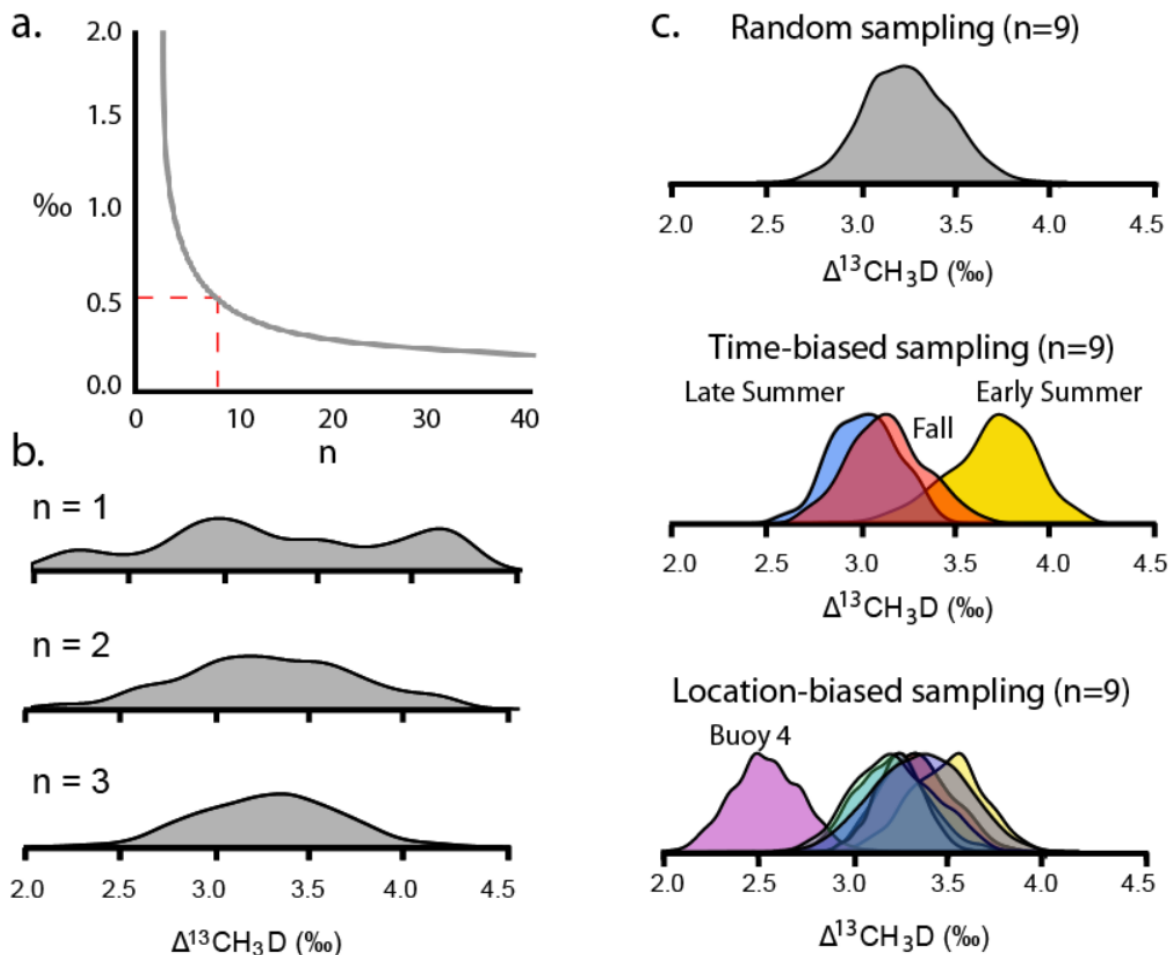 a.
2.0
1.5
‰ 1.0
0.5
0.0
0 10 20 30 40
n
b.
n = 1
n = 2
n = 3
2.0 2.5 3.0 3.5 4.0 4.5
Δ¹³CH₃D (‰)
c. Random sampling (n=9)
2.0 2.5 3.0 3.5 4.0 4.5
Δ¹³CH₃D (‰)
Time-biased sampling (n=9)
Late Summer Early Summer
Fall
2.0 2.5 3.0 3.5 4.0 4.5
Δ¹³CH₃D (‰)
Location-biased sampling (n=9)
Buoy 4
2.0 2.5 3.0 3.5 4.0 4.5
Δ¹³CH₃D (‰)